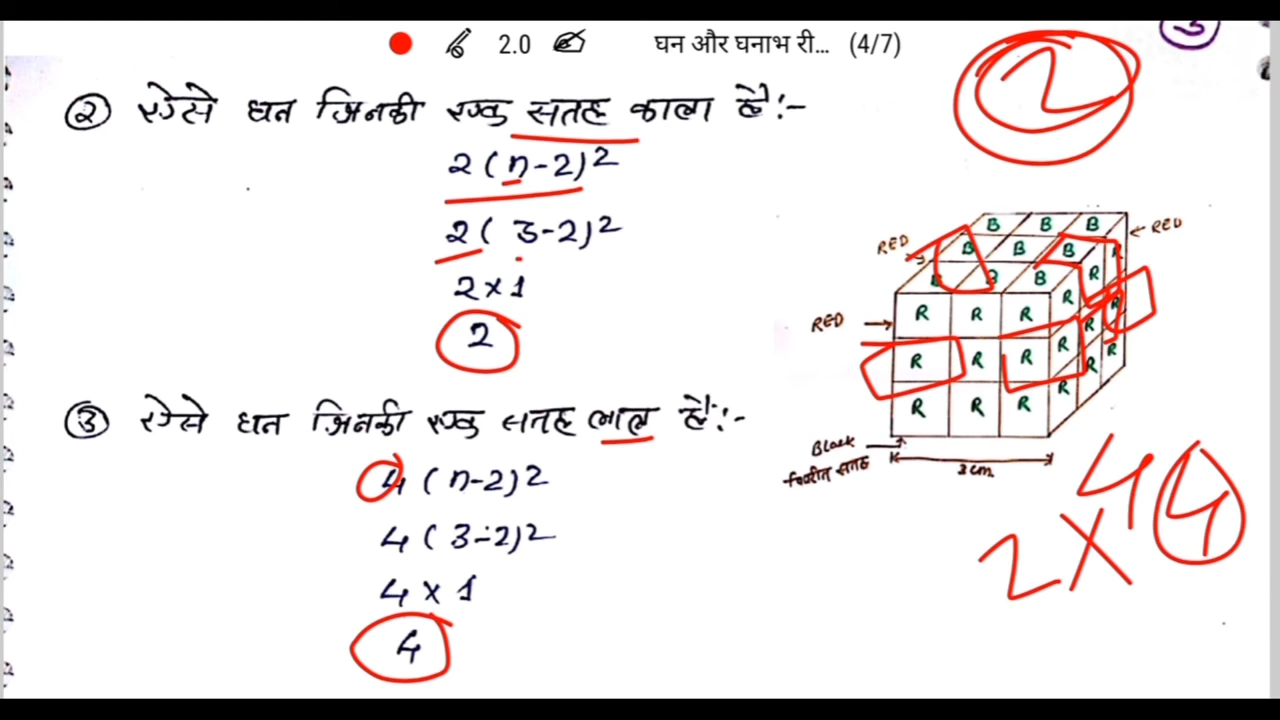 3
2.0 घन और घनाभ री... (4/7)
2
② ऐसे घन जिनकी एक सतह काला है:-
2(n-2)²
2(3-2)²
2×1
2
③ ऐसे घन जिनकी एक सतह लाल है:-
4(n-2)²
4(3-2)²
4×1
4
B B B
RED B B B RED
B B B R
RED R R R R R R
R R R R R R
R R R R
Black
विपरीत सतह 3cm.
2×4 4